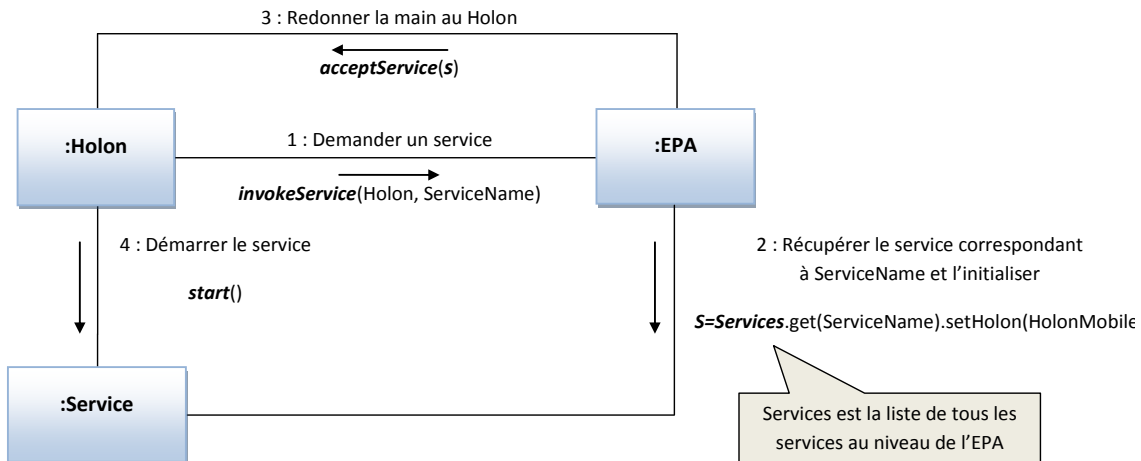 3 : Redonner la main au Holon
acceptService(s)
:Holon
1 : Demander un service
:EPA
invokeService(Holon, ServiceName)
4 : Démarrer le service
start()
2 : Récupérer le service correspondant
à ServiceName et l’initialiser
S=Services.get(ServiceName).setHolon(HolonMobile
:Service
Services est la liste de tous les
services au niveau de l’EPA